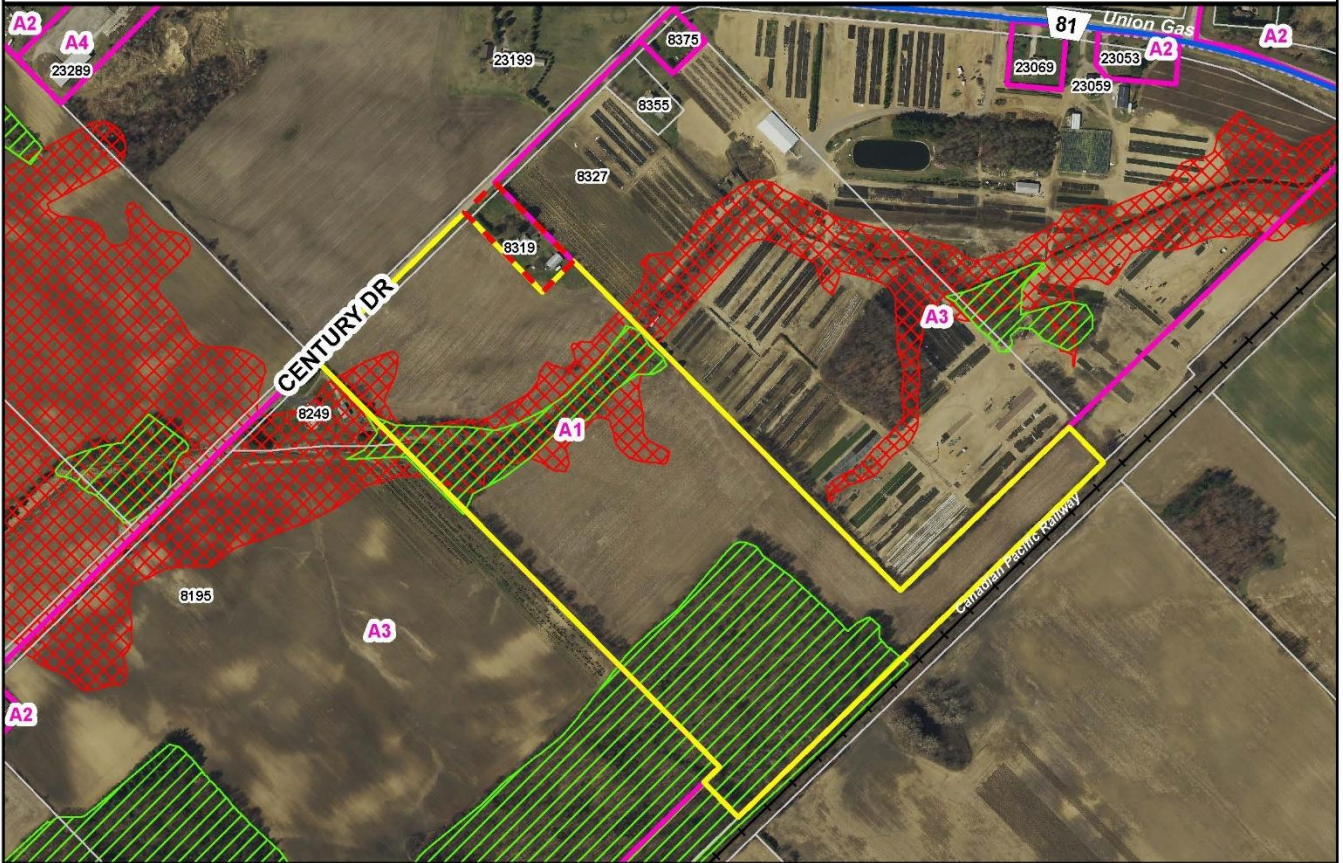 A2
A4
23289
23199
8375
81
Union Gas
A2
A2
23069
23053
23059
8355
8327
8319
CENTURY DR
A3
8249
A1
Canadian Pacific Railway
8195
A3
A2